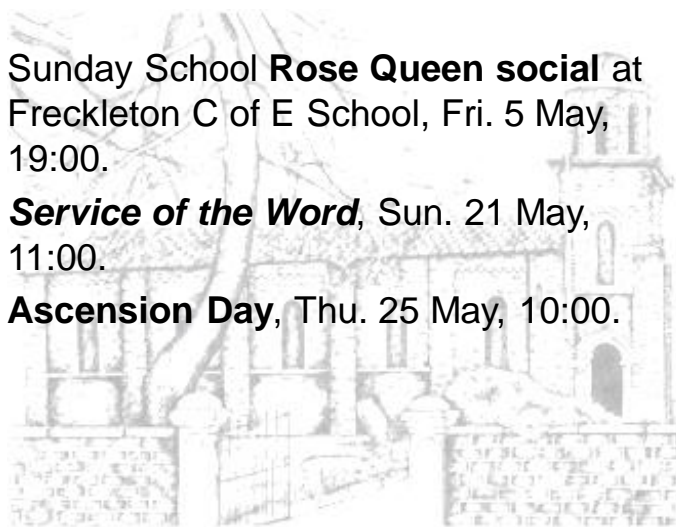 Sunday School Rose Queen social at
Freckleton C of E School, Fri. 5 May,
19:00.
Service of the Word, Sun. 21 May,
11:00.
Ascension Day, Thu. 25 May, 10:00.